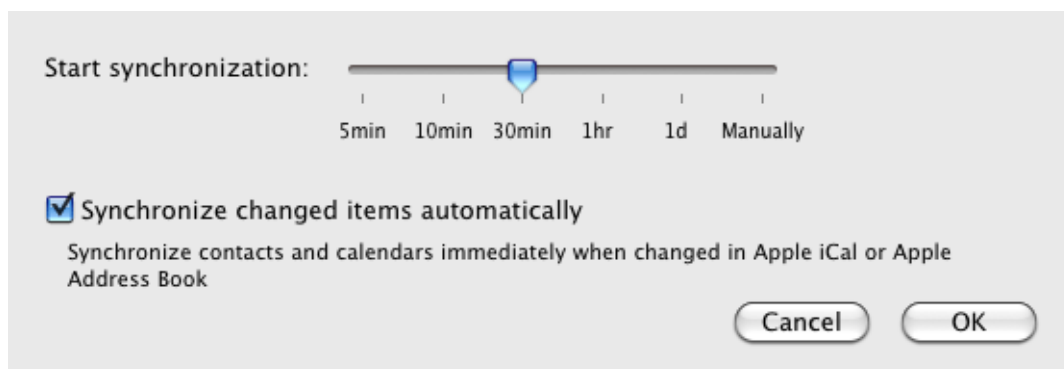 Start synchronization:
5min 10min 30min 1hr 1d Manually
Synchronize changed items automatically
Synchronize contacts and calendars immediately when changed in Apple iCal or Apple
Address Book
Cancel OK